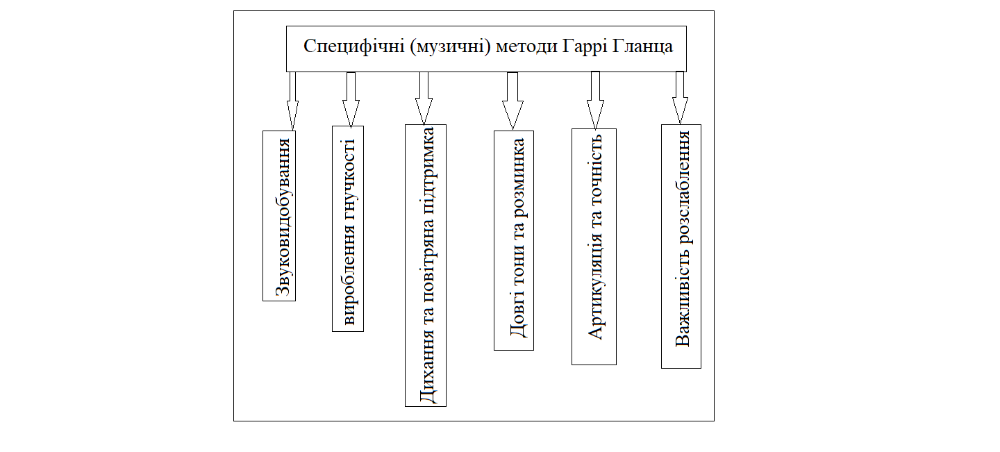 Специфічні (музичні) методи Гаррі Гланца
Звуковидобування
вироблення гнучкості
Дихання та повітряна підтримка
Довгі тони та розминка
Артикуляція та точність
Важливість розслаблення